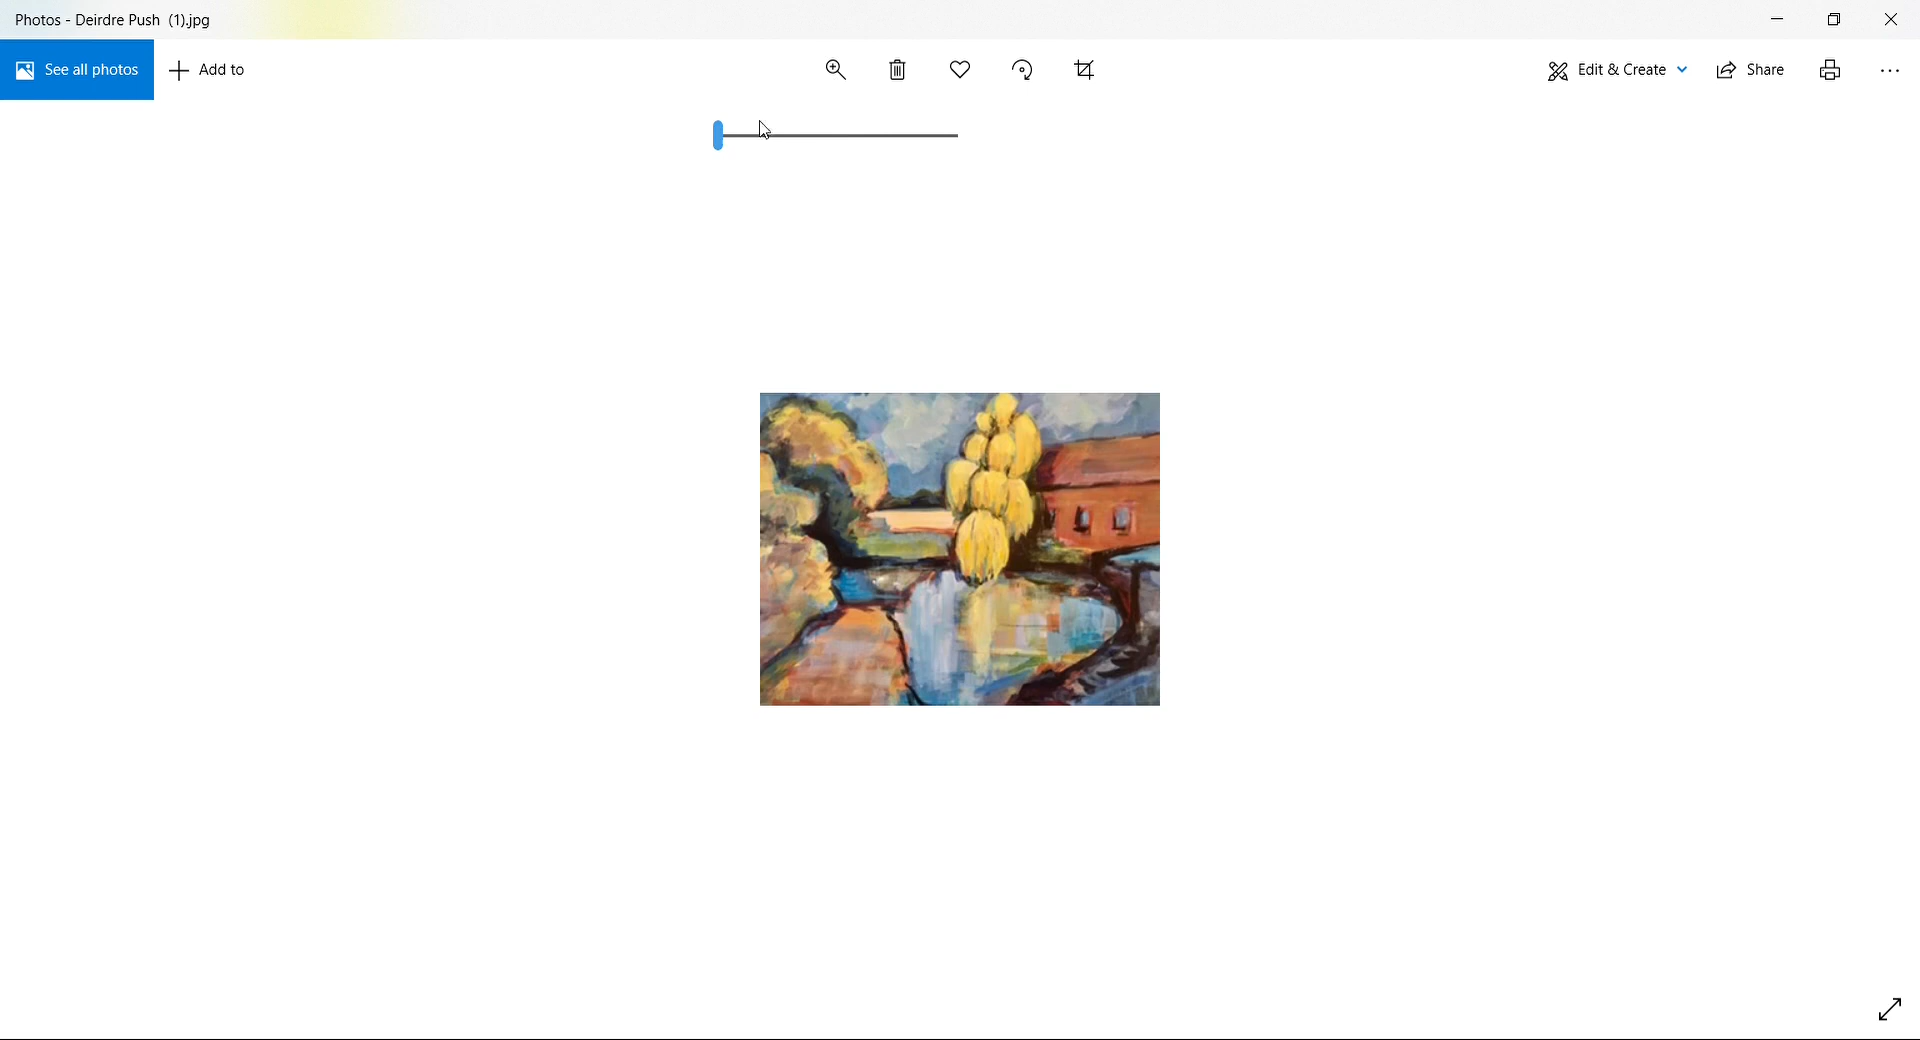 Photos - Deirdre Push (1).jpg
See all photos
Add to
Edit & Create
Share